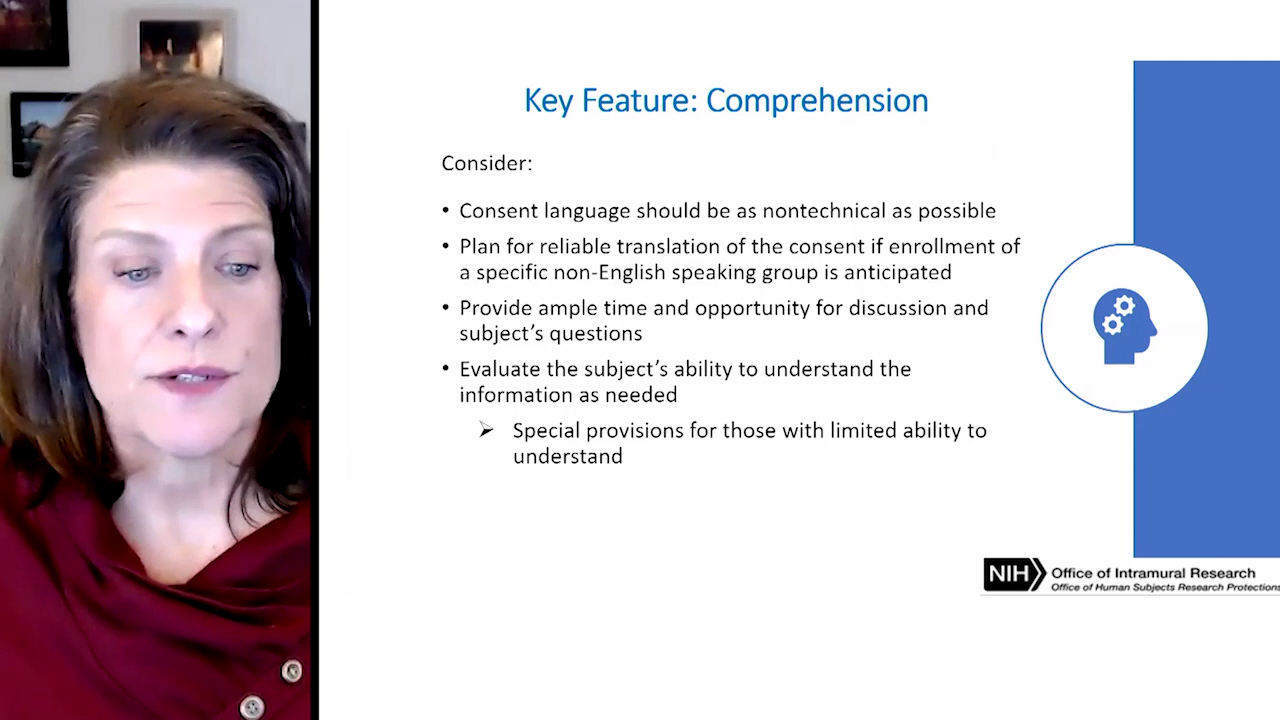 Key Feature: Comprehension
Consider:
• Consent language should be as nontechnical as possible
• Plan for reliable translation of the consent if enrollment of
a specific non-English speaking group is anticipated
• Provide ample time and opportunity for discussion and
subject’s questions
• Evaluate the subject’s ability to understand the
information as needed
➢ Special provisions for those with limited ability to
understand
NIH Office of Intramural Research
Office of Human Subjects Research Protections